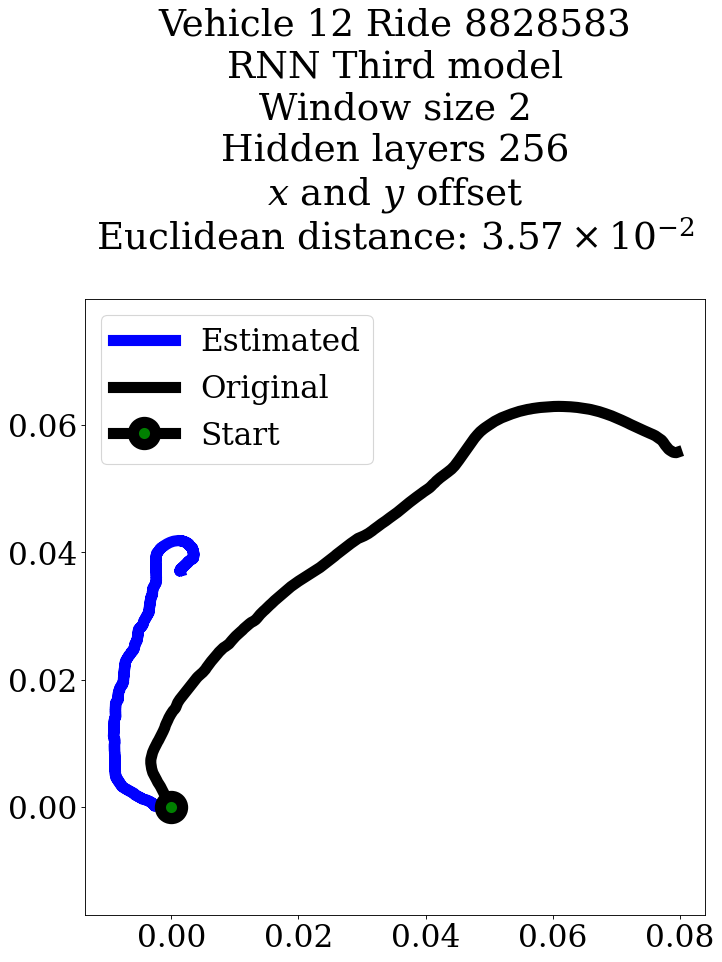 Vehicle 12 Ride 8828583
RNN Third model
Window size 2
Hidden layers 256
x and y offset
Euclidean distance: 3.57 × 10⁻²
Estimated
Original
Start
0.06
0.04
0.02
0.00
0.00 0.02 0.04 0.06 0.08